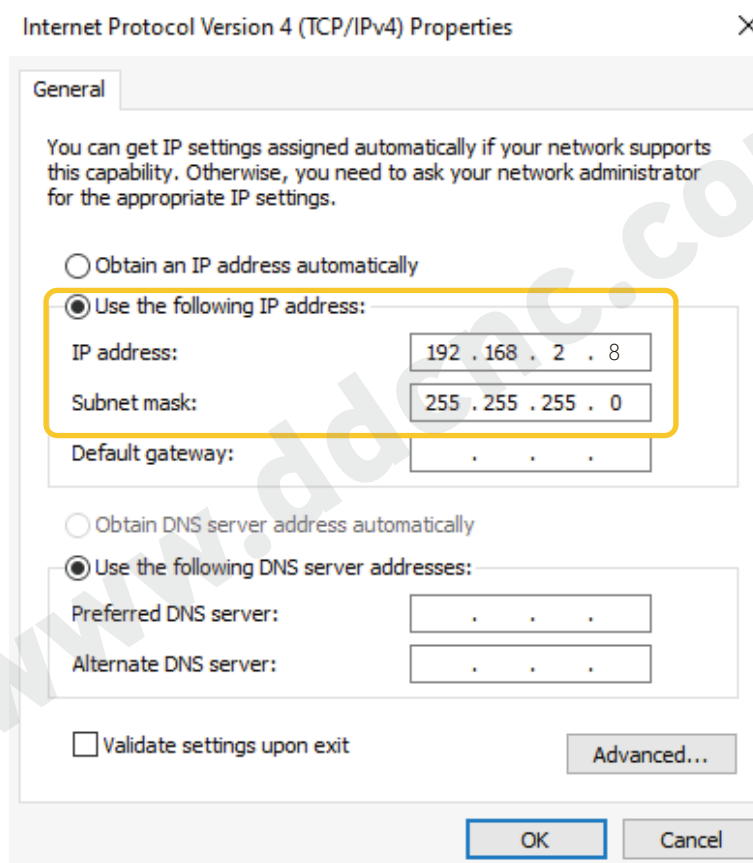 Internet Protocol Version 4 (TCP/IPv4) Properties
General
You can get IP settings assigned automatically if your network supports
this capability. Otherwise, you need to ask your network administrator
for the appropriate IP settings.
Obtain an IP address automatically
Use the following IP address:
IP address: 192 . 168 . 2 . 8
Subnet mask: 255 . 255 . 255 . 0
Default gateway: . . .
Obtain DNS server address automatically
Use the following DNS server addresses:
Preferred DNS server: . . .
Alternate DNS server: . . .
Validate settings upon exit
Advanced...
OK Cancel
www.ddcnc.co